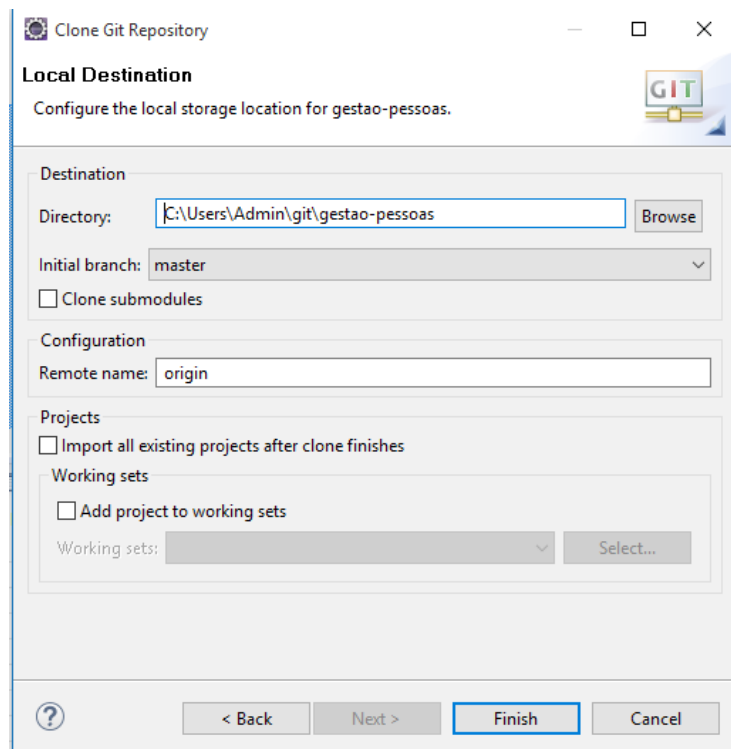 Clone Git Repository
Local Destination
Configure the local storage location for gestao-pessoas.
GIT
Destination
Directory: C:\Users\Admin\git\gestao-pessoas Browse
Initial branch: master
Clone submodules
Configuration
Remote name: origin
Projects
Import all existing projects after clone finishes
Working sets
Add project to working sets
Working sets: Select...
? < Back Next > Finish Cancel